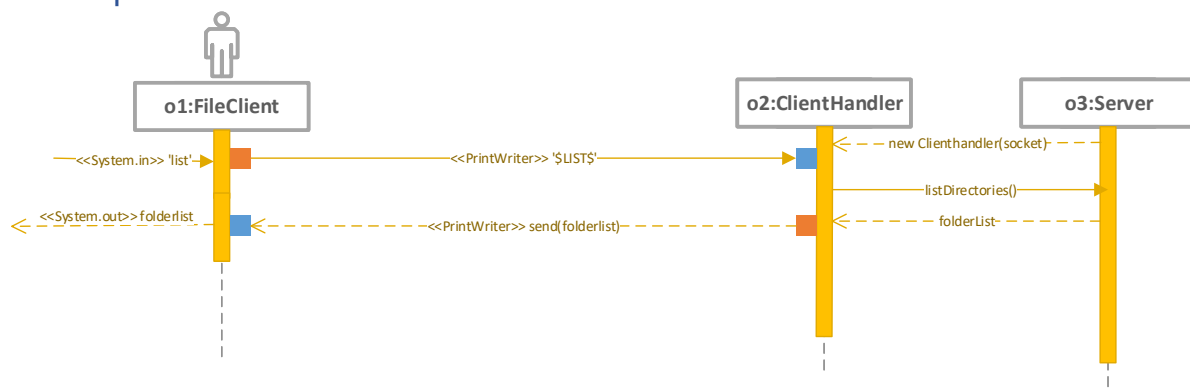 o1:FileClient
o2:ClientHandler
o3:Server
new Clienthandler(socket)
<<System.in>> 'list'
<<PrintWriter>> '$LIST$'
listDirectories()
<<System.out>> folderlist
<<PrintWriter>> send(folderlist)
folderList